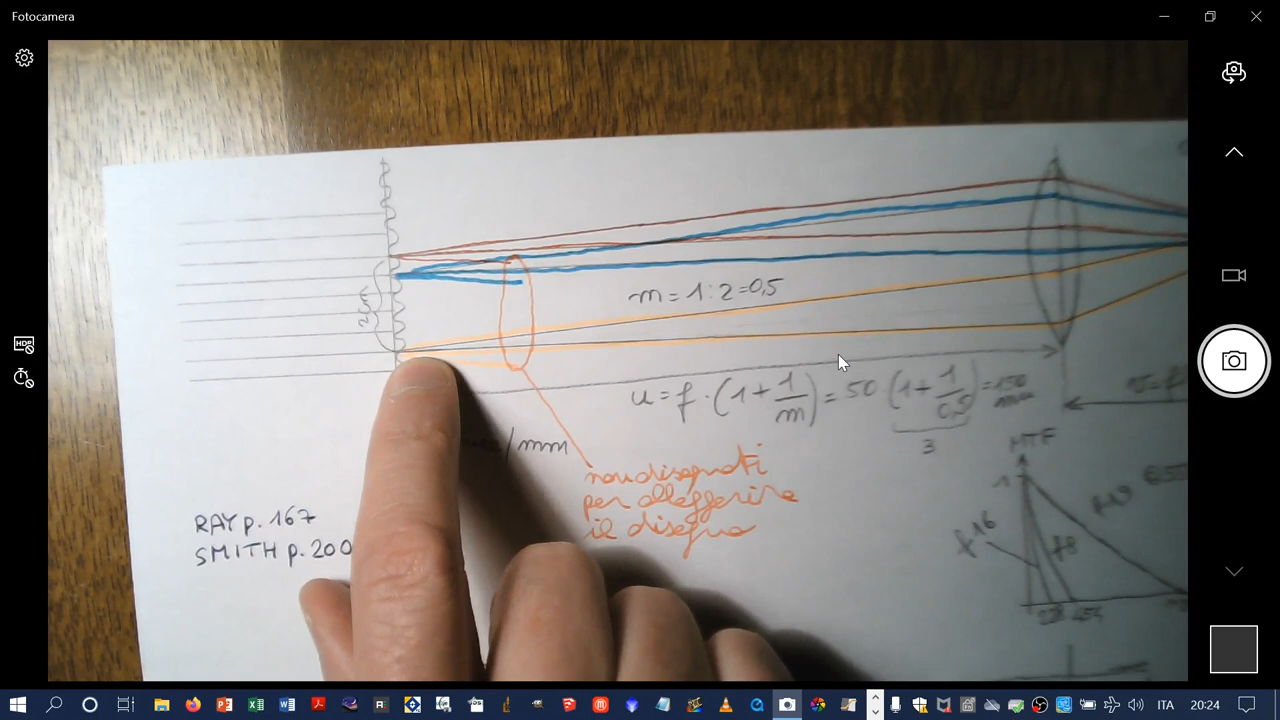 Fotocamera
m = 1:2 = 0,5
u = f · (1 + 1/m) = 50 (1 + 1/0,5) = 150 mm
3
/mm
MTF
1
non disegnati
per alleggerire
il disegno
f16
f8
RAY p. 167
SMITH p. 200
ITA
20:24